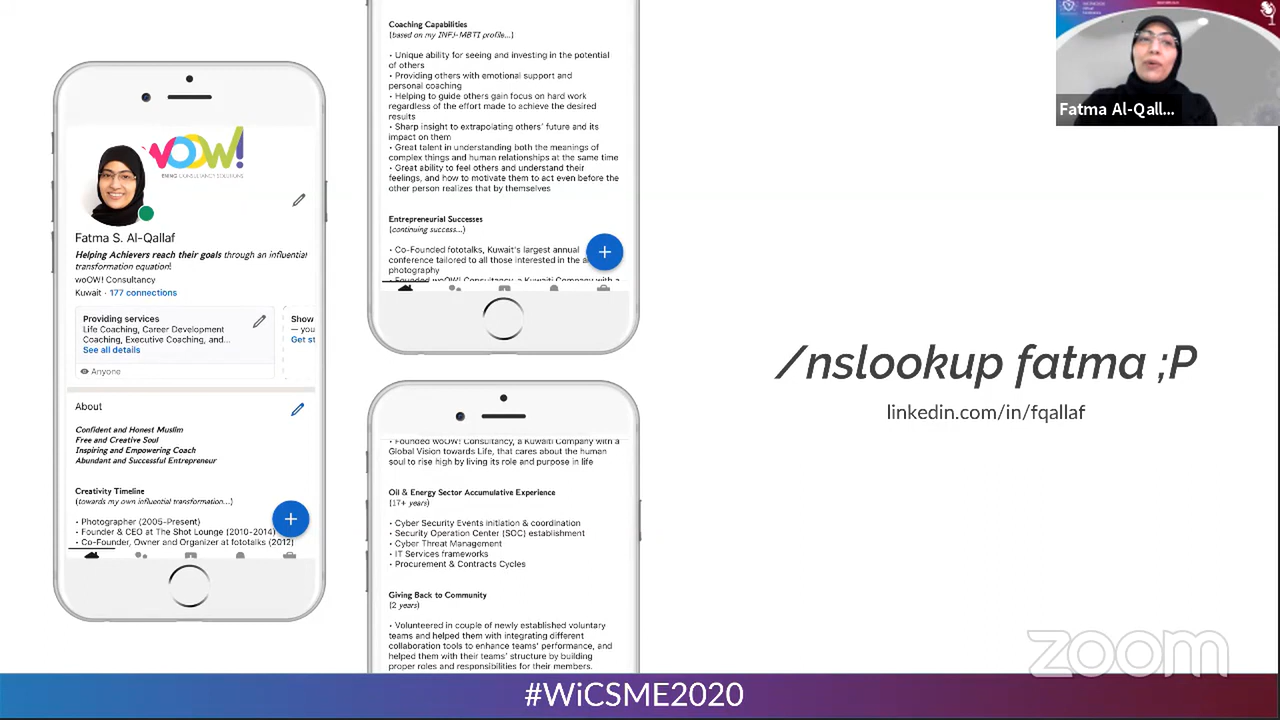 WOW!
CONSULTANCY SOLUTIONS
Fatma S. Al-Qallaf
Helping Achievers reach their goals through an influential
transformation equation!
woOW! Consultancy
Kuwait · 177 connections
Providing services
Life Coaching, Career Development
Coaching, Executive Coaching, and...
See all details
Anyone
Show
— you
Get st
About
Confident and Honest Muslim
Free and Creative Soul
Inspiring and Empowering Coach
Abundant and Successful Entrepreneur
Creativity Timeline
(towards my own influential transformation...)
• Photographer (2005-Present)
• Founder & CEO at The Shot Lounge (2010-2014)
• Co-Founder, Owner and Organizer at fototalks (2012)
Coaching Capabilities
(based on my INFJ-MBTI profile...)
• Unique ability for seeing and investing in the potential
of others
• Providing others with emotional support and
personal coaching
• Helping to guide others gain focus on hard work
regardless of the effort made to achieve the desired
results
• Sharp insight to extrapolating others' future and its
impact on them
• Great talent in understanding both the meanings of
complex things and human relationships at the same time
• Great ability to feel others and understand their
feelings, and how to motivate them to act even before the
other person realizes that by themselves
Entrepreneurial Successes
(continuing success...)
• Co-Founded fototalks, Kuwait's largest annual
conference tailored to all those interested in the a
photography
• Founded woOW! Consultancy, a Kuwaiti Company with a
• Founded woOW! Consultancy, a Kuwaiti Company with a
Global Vision towards Life, that cares about the human
soul to rise high by living its role and purpose in life
Oil & Energy Sector Accumulative Experience
(17+ years)
• Cyber Security Events initiation & coordination
• Security Operation Center (SOC) establishment
• Cyber Threat Management
• IT Services frameworks
• Procurement & Contracts Cycles
Giving Back to Community
(2 years)
• Volunteered in couple of newly established voluntary
teams and helped them with integrating different
collaboration tools to enhance teams' performance, and
helped them with their teams' structure by building
proper roles and responsibilities for their members.
/nslookup fatma ;P
linkedin.com/in/fqallaf
Fatma Al-Qall...
zoom
#WiCSME2020